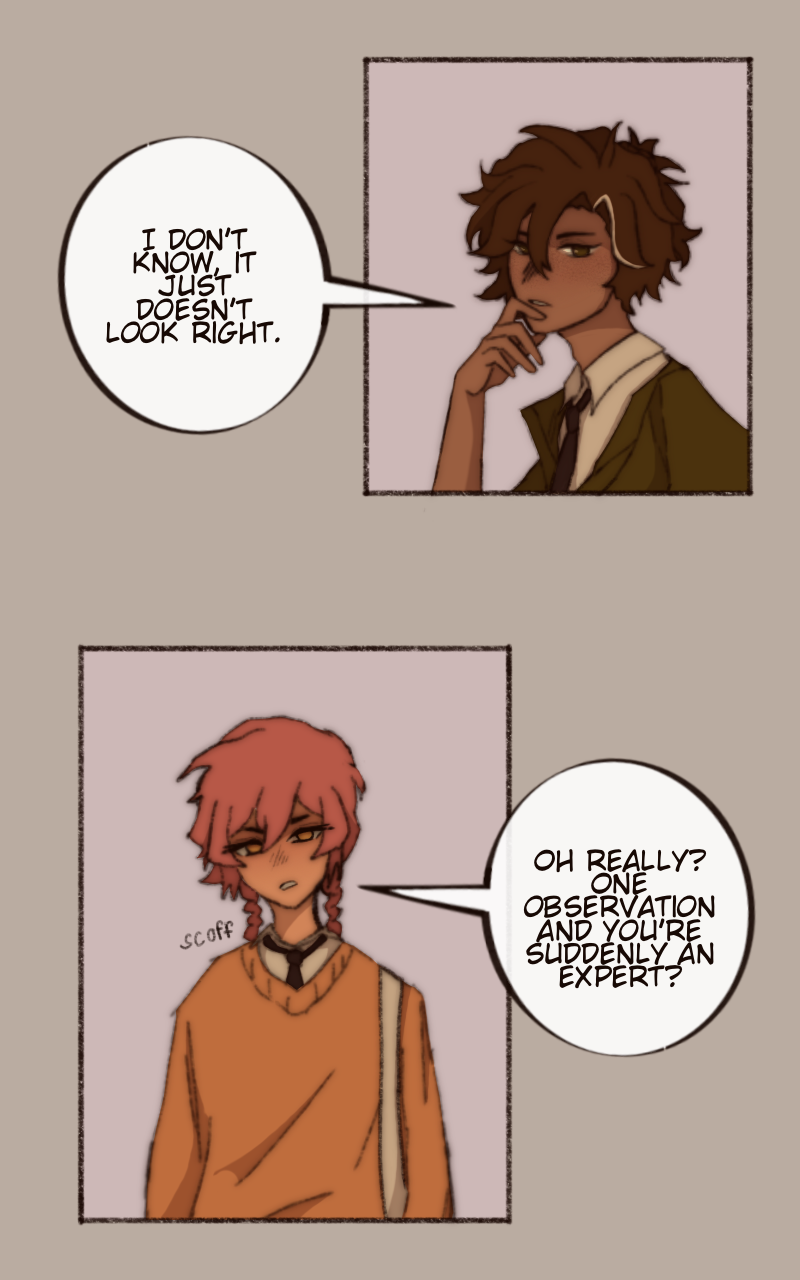 I DON'T
KNOW, IT
JUST
DOESN'T
LOOK RIGHT.
OH REALLY?
ONE
OBSERVATION
AND YOU'RE
SUDDENLY AN
EXPERT?
scoff